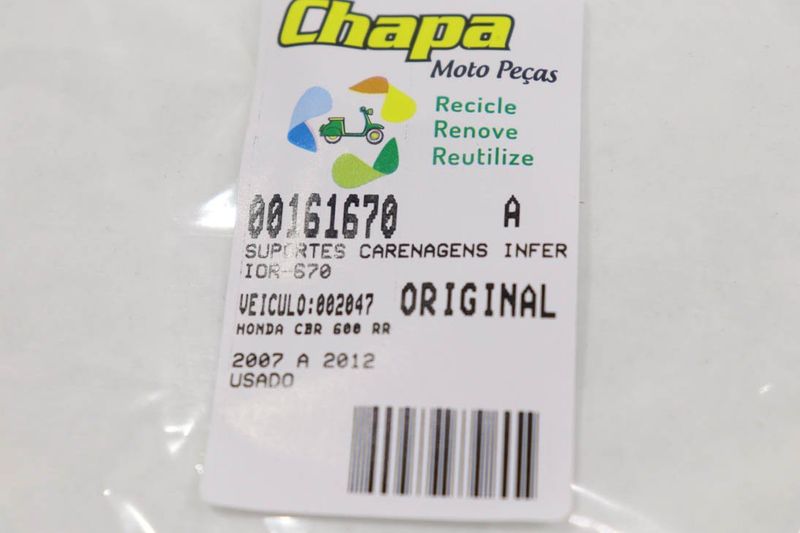 Chapa
Moto Peças
Recicle
Renove
Reutilize
00161670 A
SUPORTES CARENAGENS INFER
IOR-670
VEICULO:002047 ORIGINAL
HONDA CBR 600 RR
2007 A 2012
USADO